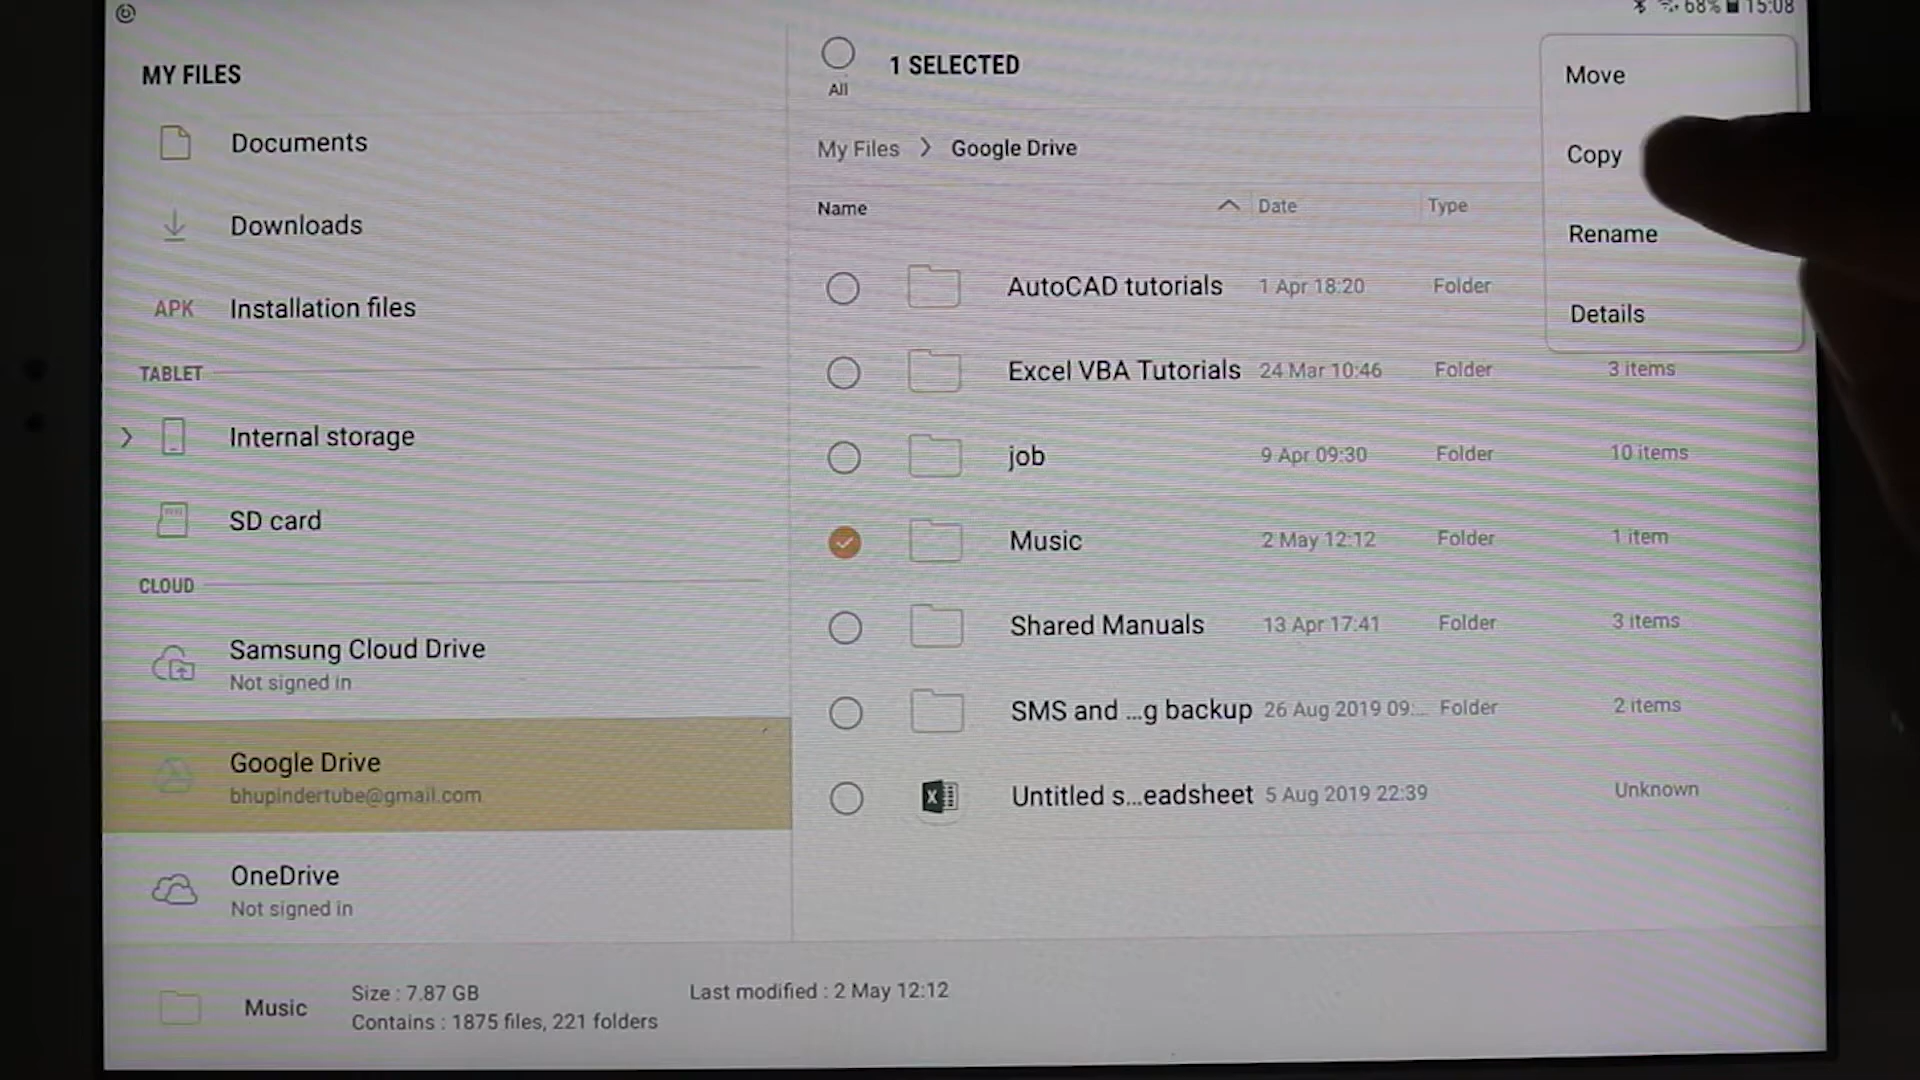 68% 15:08
MY FILES
Documents
Downloads
APK Installation files
TABLET
Internal storage
SD card
CLOUD
Samsung Cloud Drive
Not signed in
Google Drive
bhupindertube@gmail.com
OneDrive
Not signed in
All
1 SELECTED
My Files > Google Drive
Name Date Type
AutoCAD tutorials 1 Apr 18:20 Folder
Excel VBA Tutorials 24 Mar 10:46 Folder 3 items
job 9 Apr 09:30 Folder 10 items
Music 2 May 12:12 Folder 1 item
Shared Manuals 13 Apr 17:41 Folder 3 items
SMS and ...g backup 26 Aug 2019 09:... Folder 2 items
Untitled s...eadsheet 5 Aug 2019 22:39 Unknown
Move
Copy
Rename
Details
Music
Size : 7.87 GB
Contains : 1875 files, 221 folders
Last modified : 2 May 12:12